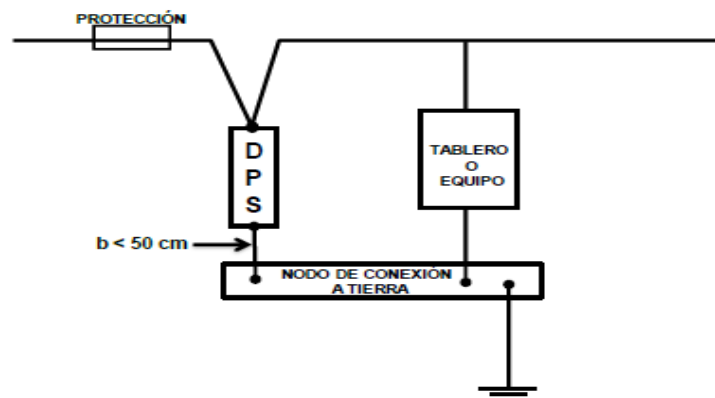 PROTECCIÓN
D
P
S
TABLERO
O
EQUIPO
b < 50 cm
NODO DE CONEXIÓN
A TIERRA